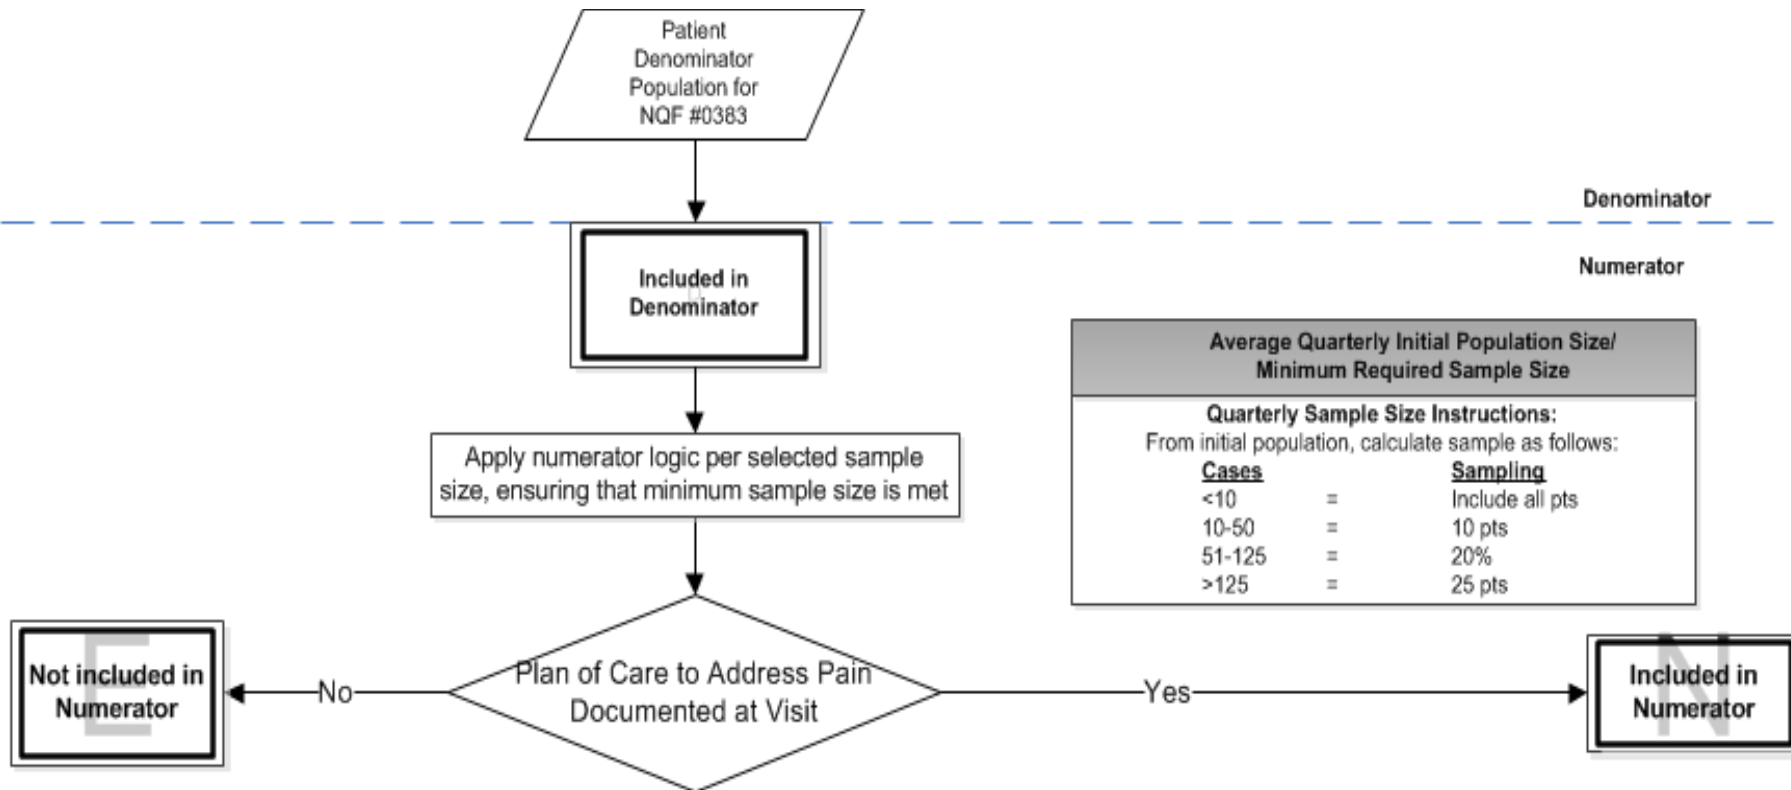 Patient
Denominator
Population for
NQF #0383
Denominator
Numerator
Included in
Denominator
Average Quarterly Initial Population Size/
Minimum Required Sample Size
Quarterly Sample Size Instructions:
From initial population, calculate sample as follows:
Cases Sampling
<10 = Include all pts
10-50 = 10 pts
51-125 = 20%
>125 = 25 pts
Apply numerator logic per selected sample
size, ensuring that minimum sample size is met
Plan of Care to Address Pain
Documented at Visit
No
Yes
E
Not included in
Numerator
N
Included in
Numerator